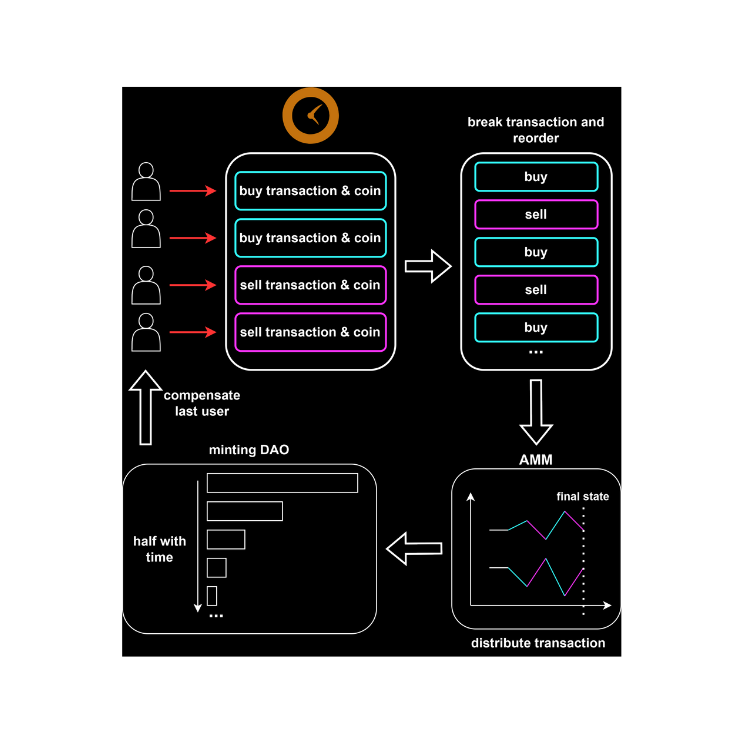 break transaction and
reorder
buy transaction & coin
buy transaction & coin
sell transaction & coin
sell transaction & coin
buy
sell
buy
sell
buy
...
compensate
last user
minting DAO
half with
time
...
AMM
final state
distribute transaction